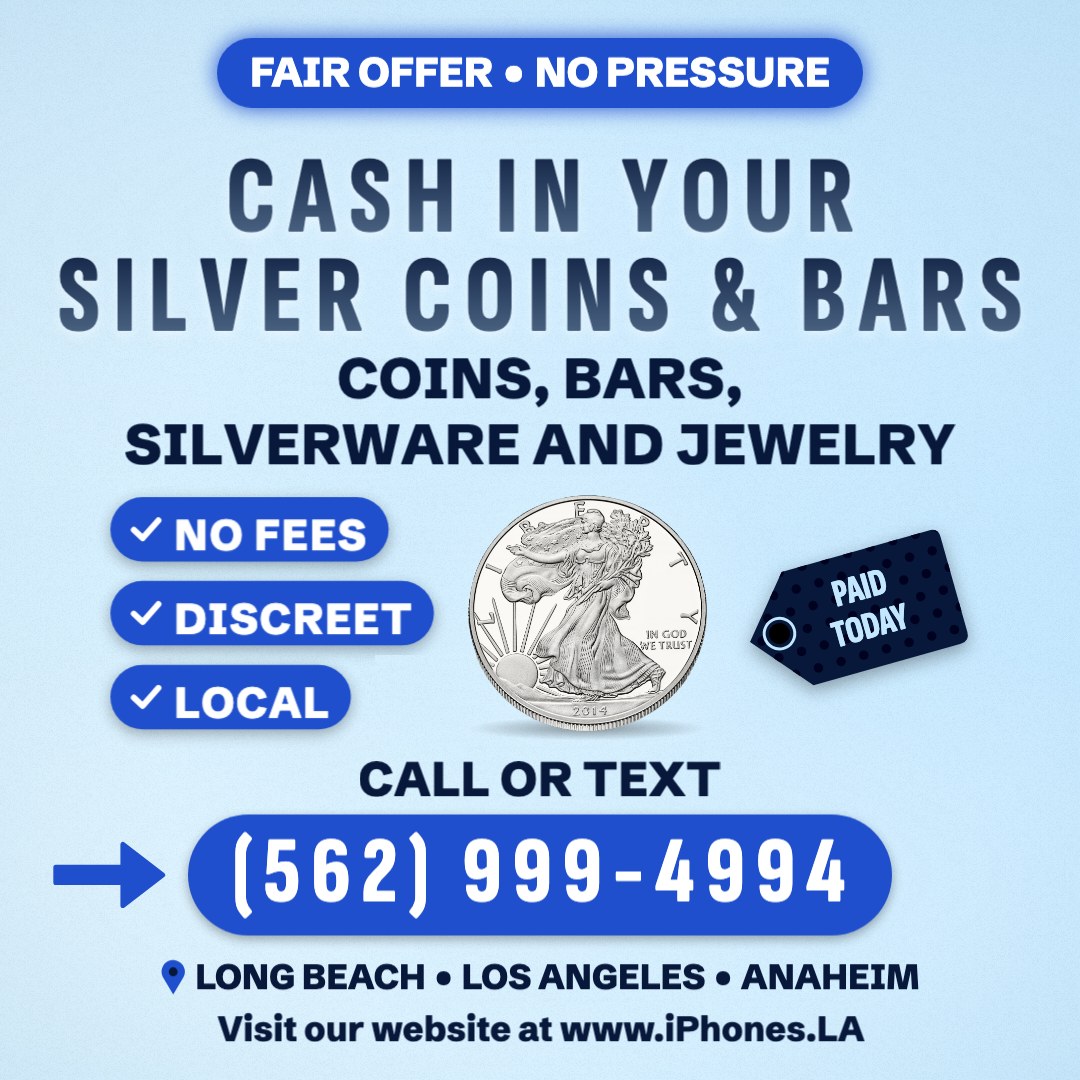 FAIR OFFER • NO PRESSURE
CASH IN YOUR
SILVER COINS & BARS
COINS, BARS,
SILVERWARE AND JEWELRY
✓ NO FEES
✓ DISCREET
✓ LOCAL
LIBERTY
IN GOD
WE TRUST
2014
PAID
TODAY
CALL OR TEXT
(562) 999-4994
LONG BEACH • LOS ANGELES • ANAHEIM
Visit our website at www.iPhones.LA